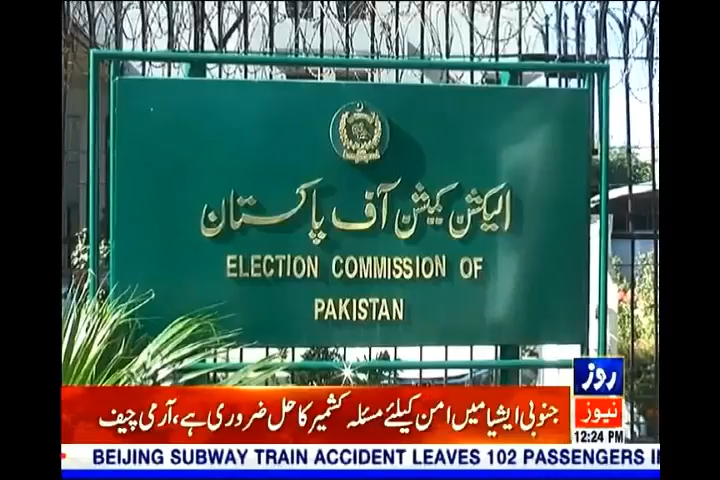 الیکشن کمیشن آف پاکستان
ELECTION COMMISSION OF
PAKISTAN
جنوبی ایشیا میں امن کیلئے مسئلہ کشمیر کا حل ضروری ہے، آرمی چیف
روز
نیوز
12:24 PM
BEIJING SUBWAY TRAIN ACCIDENT LEAVES 102 PASSENGERS